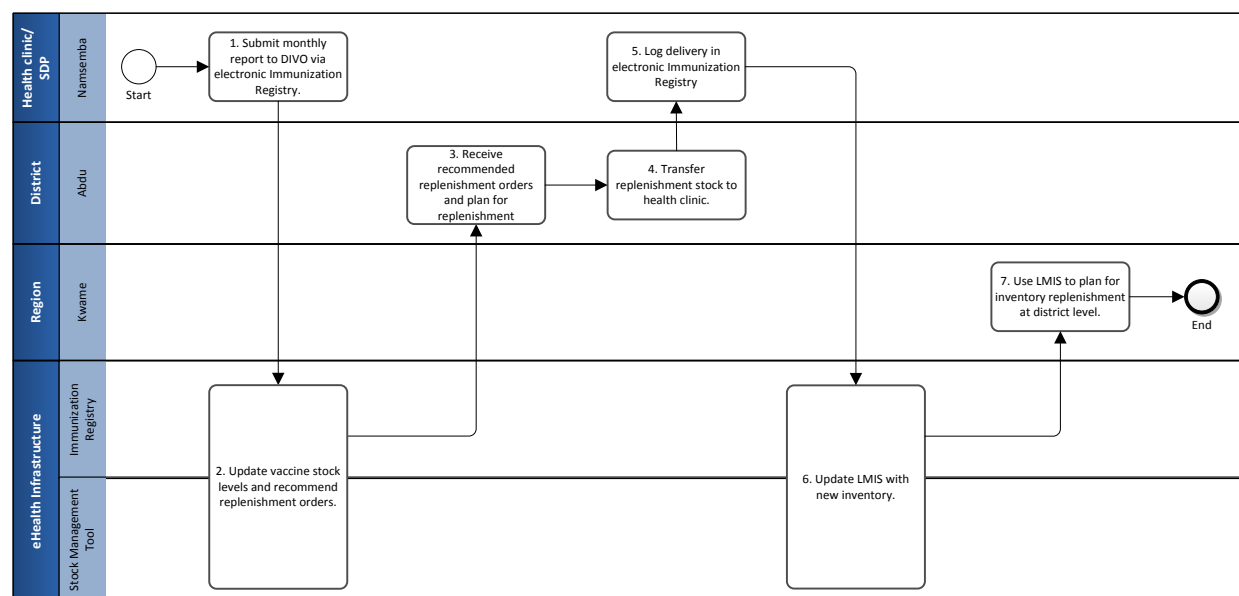 Health clinic/
SDP
Namsemba
Start
1. Submit monthly
report to DIVO via
electronic Immunization
Registry.
5. Log delivery in
electronic Immunization
Registry
District
Abdu
3. Receive
recommended
replenishment orders
and plan for
replenishment
4. Transfer
replenishment stock to
health clinic.
Region
Kwame
7. Use LMIS to plan for
inventory replenishment
at district level.
End
eHealth Infrastructure
Immunization
Registry
Stock Management
Tool
2. Update vaccine stock
levels and recommend
replenishment orders.
6. Update LMIS with
new inventory.